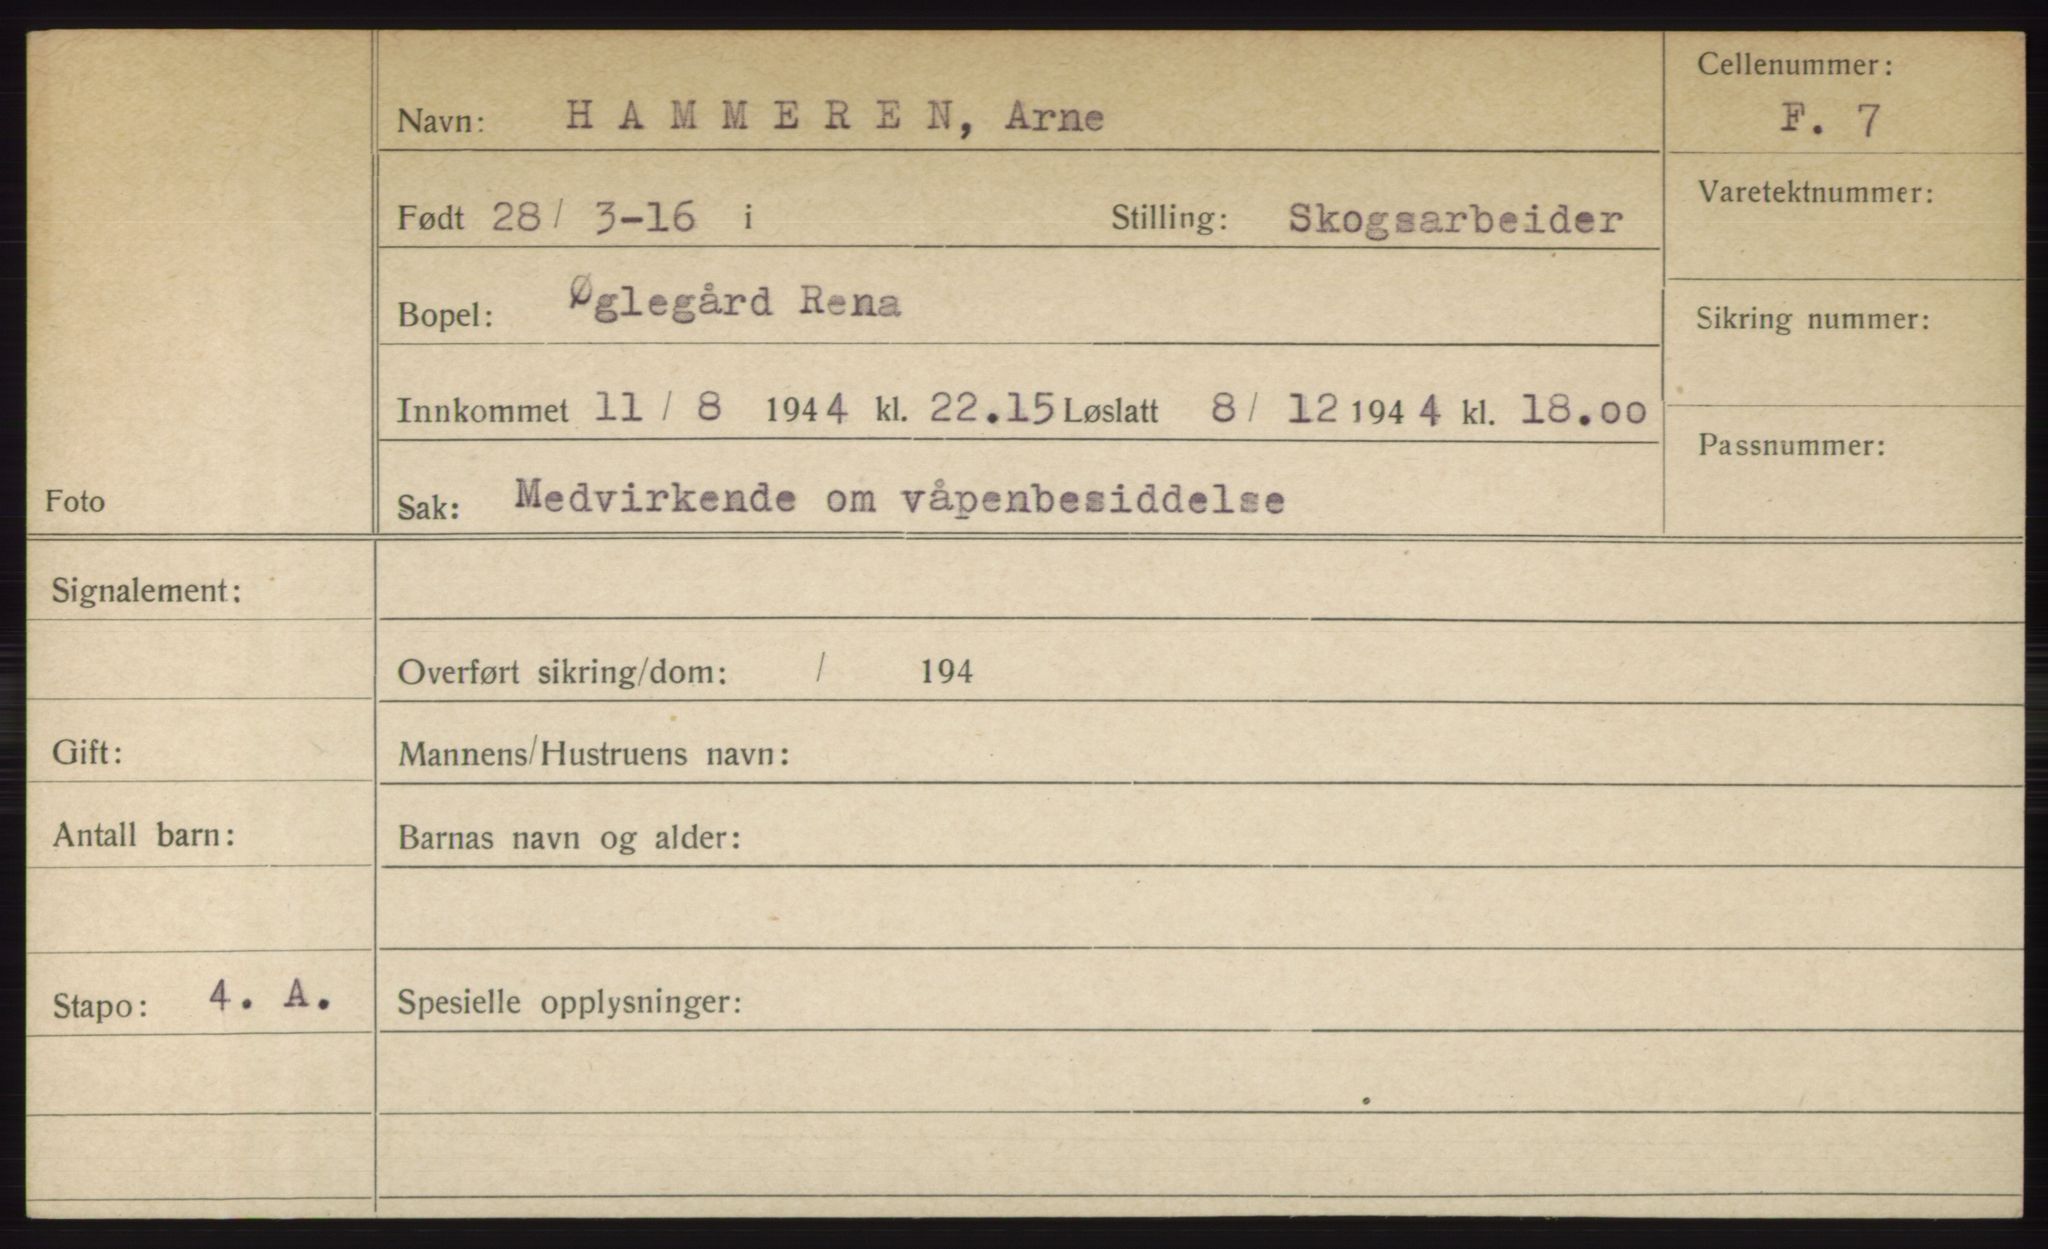 Cellenummer:
Navn: H A M M E R E N, Arne
F. 7
Varetektnummer:
Født 28/ 3-16 i Stilling: Skogsarbeider
Bopel: Øglegård Rena
Sikring nummer:
Innkommet 11 / 8 1944 kl. 22.15 Løslatt 8/ 12 1944 kl. 18.00
Passnummer:
Foto
Sak: Medvirkende om våpenbesiddelse
Signalement:
Overført sikring/dom: / 194
Gift:
Mannens/Hustruens navn:
Antall barn:
Barnas navn og alder:
Stapo: 4. A.
Spesielle opplysninger: